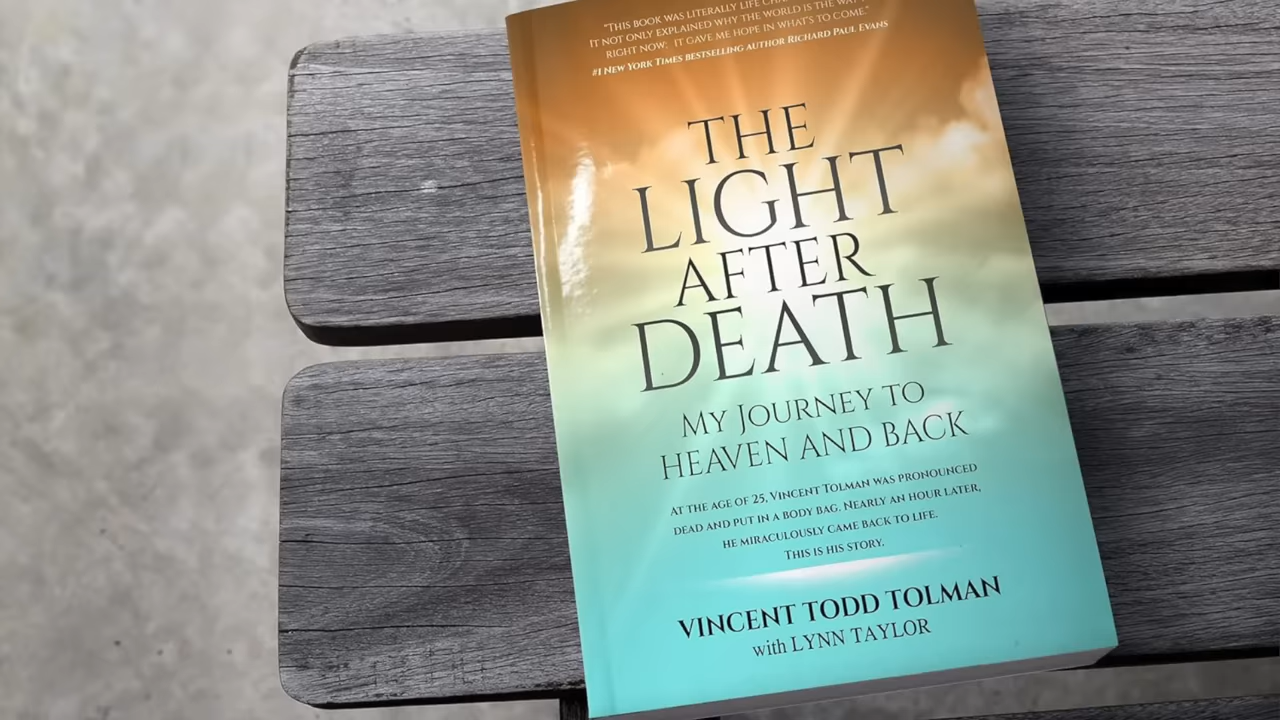 "THIS BOOK WAS LITERALLY LIFE
IT NOT ONLY EXPLAINED WHY THE WORLD IS THE WAY
RIGHT NOW; IT GAVE ME HOPE IN WHAT'S TO COME."
#1 NEW YORK TIMES BESTSELLING AUTHOR RICHARD PAUL EVANS
THE
LIGHT
AFTER
DEATH
MY JOURNEY TO
HEAVEN AND BACK
AT THE AGE OF 25, VINCENT TOLMAN WAS PRONOUNCED
DEAD AND PUT IN A BODY BAG. NEARLY AN HOUR LATER,
HE MIRACULOUSLY CAME BACK TO LIFE.
THIS IS HIS STORY.
VINCENT TODD TOLMAN
with LYNN TAYLOR